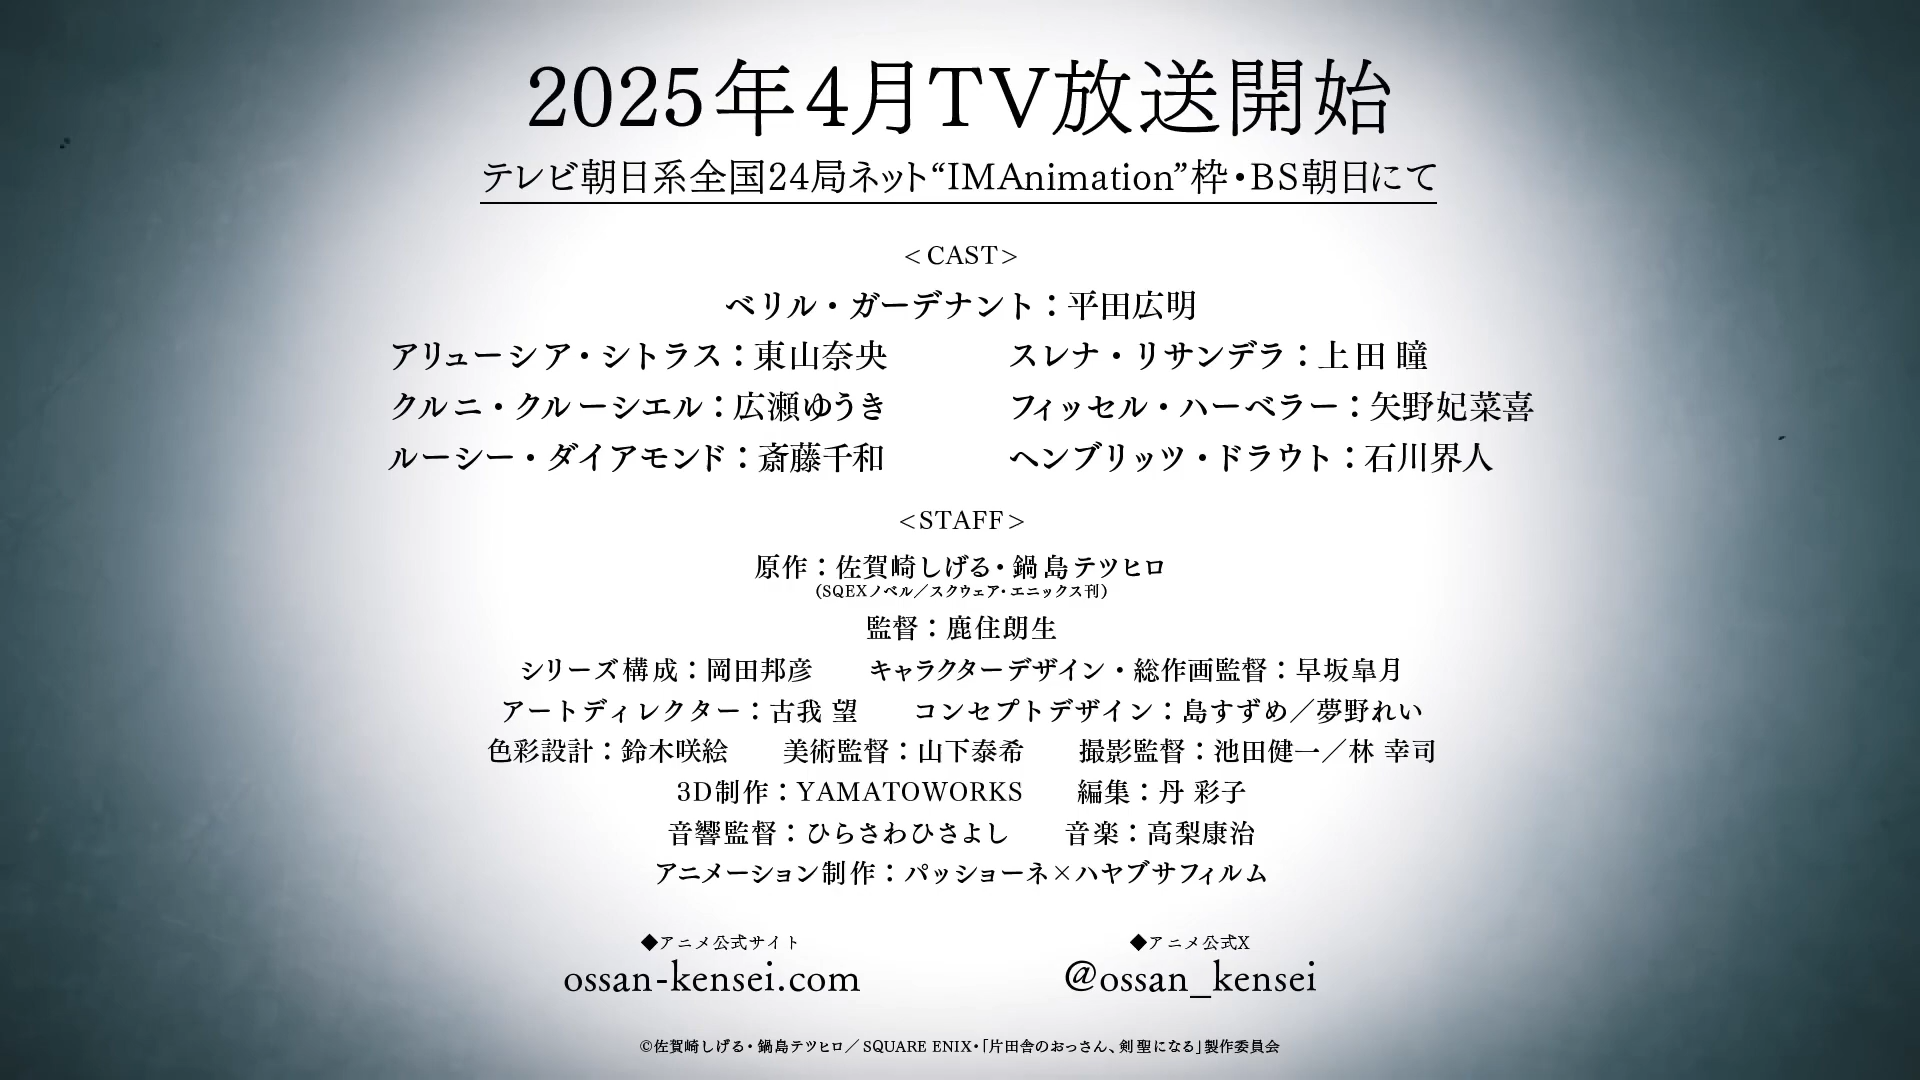 2025年4月TV放送開始
テレビ朝日系全国24局ネット“IMAnimation”枠・BS朝日にて
＜CAST＞
ベリル・ガーデナント：平田広明
アリューシア・シトラス：東山奈央　スレナ・リサンデラ：上田 瞳
クルニ・クルーシエル：広瀬ゆうき　フィッセル・ハーベラー：矢野妃菜喜
ルーシー・ダイアモンド：斎藤千和　ヘンブリッツ・ドラウト：石川界人
＜STAFF＞
原作：佐賀崎しげる・鍋島テツヒロ
（SQEXノベル／スクウェア・エニックス刊）
監督：鹿住朗生
シリーズ構成：岡田邦彦　キャラクターデザイン・総作画監督：早坂皐月
アートディレクター：古我 望　コンセプトデザイン：島すずめ／夢野れい
色彩設計：鈴木咲絵　美術監督：山下泰希　撮影監督：池田健一／林 幸司
3D制作：YAMATOWORKS　編集：丹 彩子
音響監督：ひらさわひさよし　音楽：高梨康治
アニメーション制作：パッショーネ×ハヤブサフィルム
◆アニメ公式サイト　◆アニメ公式X
ossan-kensei.com　@ossan_kensei
©佐賀崎しげる・鍋島テツヒロ／SQUARE ENIX・「片田舎のおっさん、剣聖になる」製作委員会